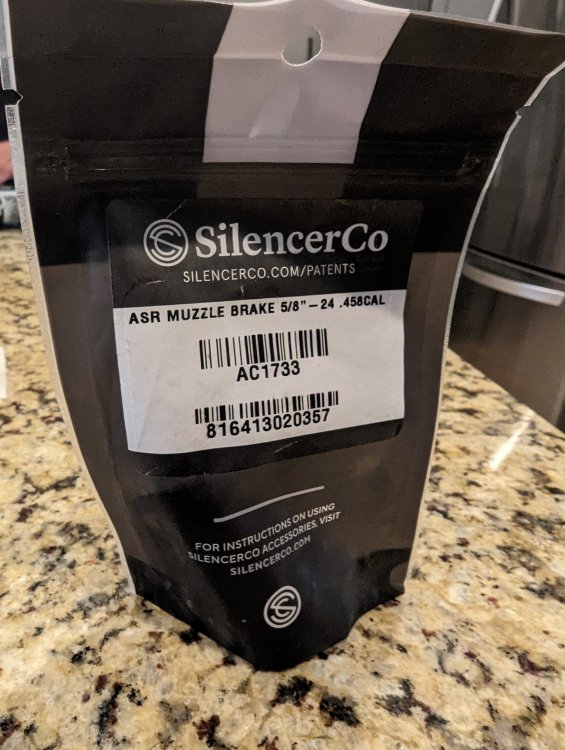 SilencerCo
SILENCERCO.COM/PATENTS
ASR MUZZLE BRAKE 5/8"-24 .458CAL
AC1733
816413020357
FOR INSTRUCTIONS ON USING
SILENCERCO ACCESSORIES, VISIT
SILENCERCO.COM